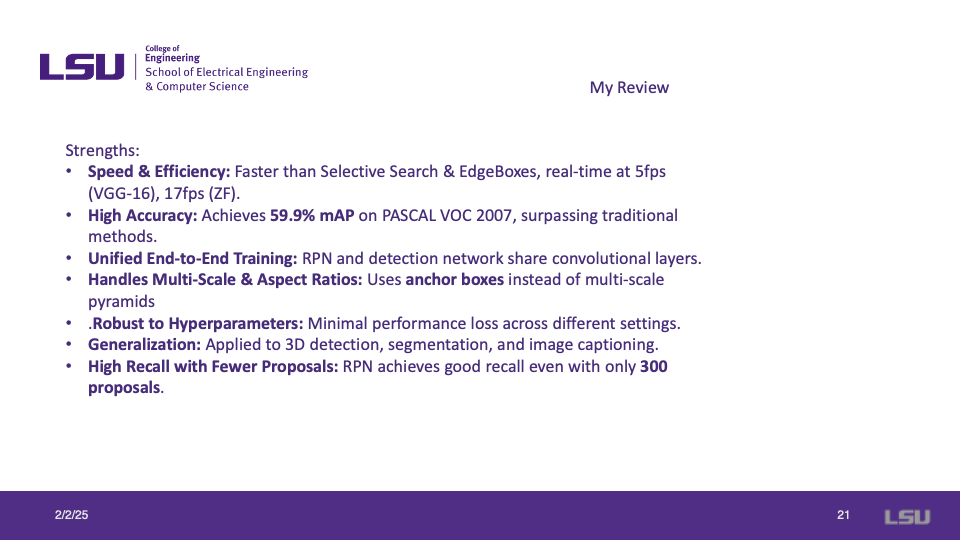 LSU
College of
Engineering
School of Electrical Engineering
& Computer Science
My Review
Strengths:
• Speed & Efficiency: Faster than Selective Search & EdgeBoxes, real-time at 5fps
(VGG-16), 17fps (ZF).
• High Accuracy: Achieves 59.9% mAP on PASCAL VOC 2007, surpassing traditional
methods.
• Unified End-to-End Training: RPN and detection network share convolutional layers.
• Handles Multi-Scale & Aspect Ratios: Uses anchor boxes instead of multi-scale
pyramids
• .Robust to Hyperparameters: Minimal performance loss across different settings.
• Generalization: Applied to 3D detection, segmentation, and image captioning.
• High Recall with Fewer Proposals: RPN achieves good recall even with only 300
proposals.
2/2/25
21
LSU